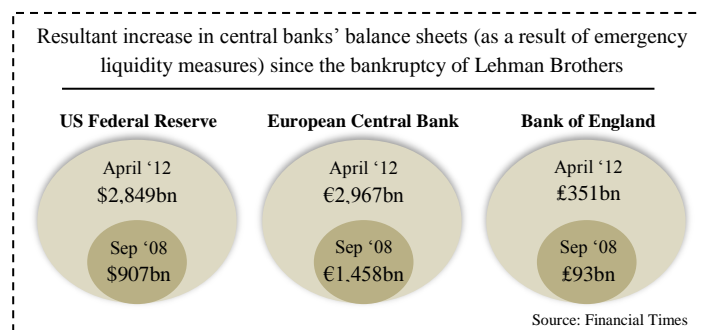 Resultant increase in central banks’ balance sheets (as a result of emergency
liquidity measures) since the bankruptcy of Lehman Brothers
US Federal Reserve
European Central Bank
Bank of England
April ‘12
$2,849bn
Sep ‘08
$907bn
April ‘12
€2,967bn
Sep ‘08
€1,458bn
April ‘12
₤351bn
Sep ‘08
₤93bn
Source: Financial Times